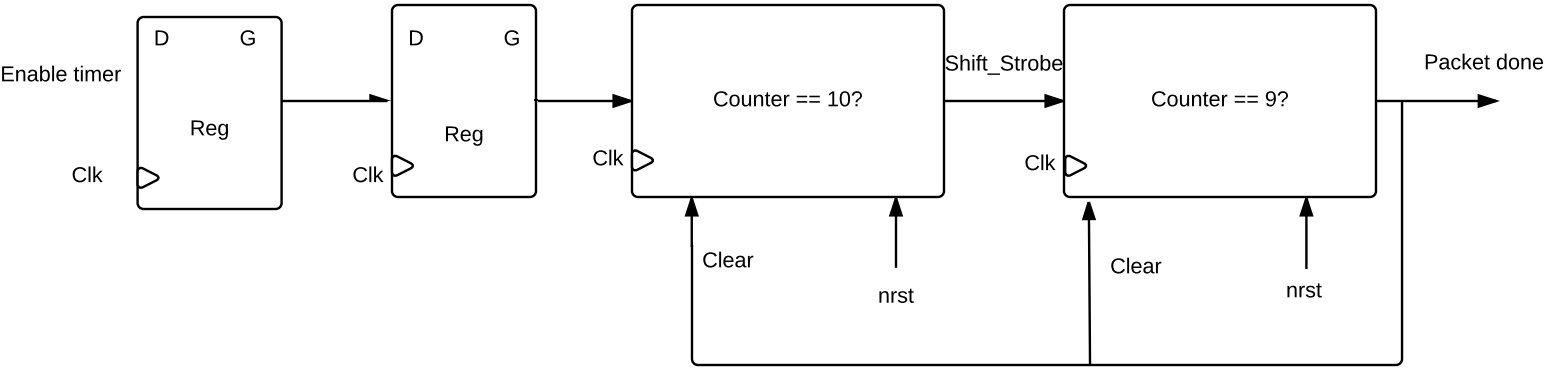 D G
Enable timer
Reg
Clk
D G
Reg
Clk
Counter == 10?
Clk
Clear
nrst
Shift_Strobe
Counter == 9?
Clk
Clear
nrst
Packet done